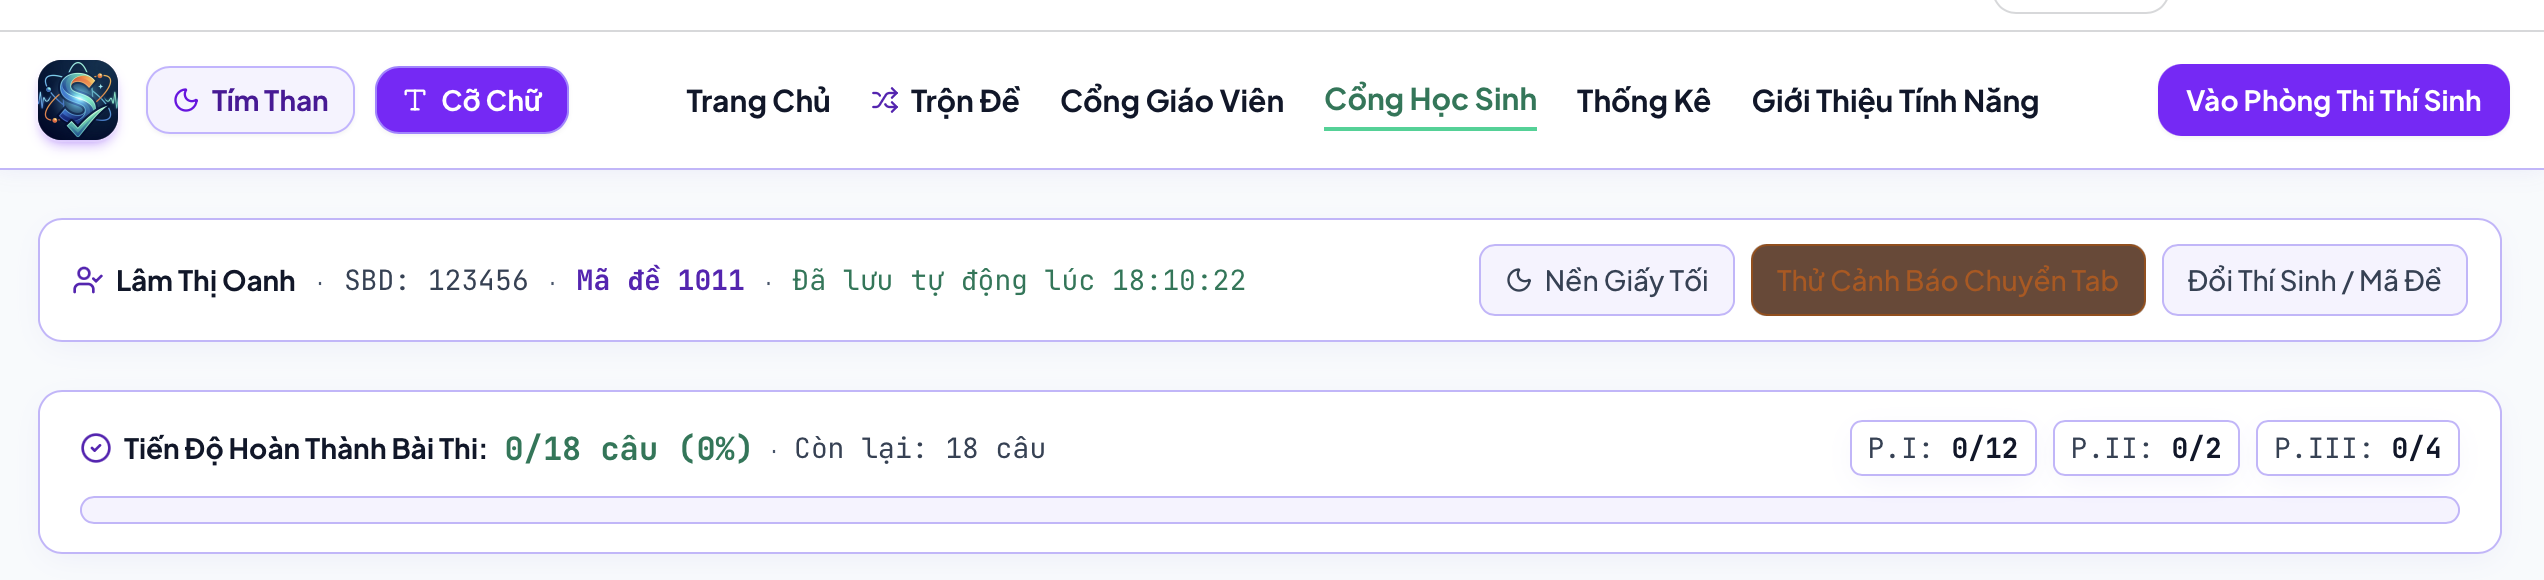 Tím Than Cỡ Chữ Trang Chủ Trộn Đề Cổng Giáo Viên Cổng Học Sinh Thống Kê Giới Thiệu Tính Năng Vào Phòng Thi Thí Sinh
Lâm Thị Oanh · SBD: 123456 · Mã đề 1011 · Đã lưu tự động lúc 18:10:22 Nền Giấy Tối Thử Cảnh Báo Chuyển Tab Đổi Thí Sinh / Mã Đề
Tiến Độ Hoàn Thành Bài Thi: 0/18 câu (0%) · Còn lại: 18 câu P.I: 0/12 P.II: 0/2 P.III: 0/4